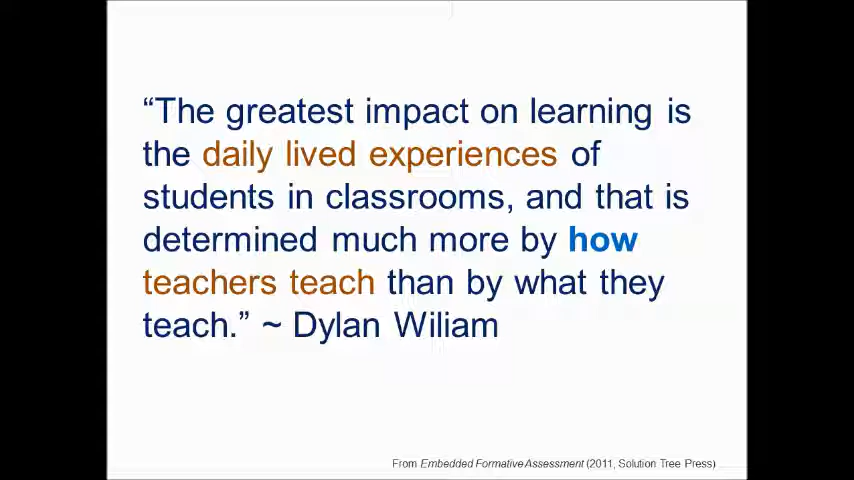 “The greatest impact on learning is
the daily lived experiences of
students in classrooms, and that is
determined much more by how
teachers teach than by what they
teach.” ~ Dylan Wiliam
From Embedded Formative Assessment (2011, Solution Tree Press)